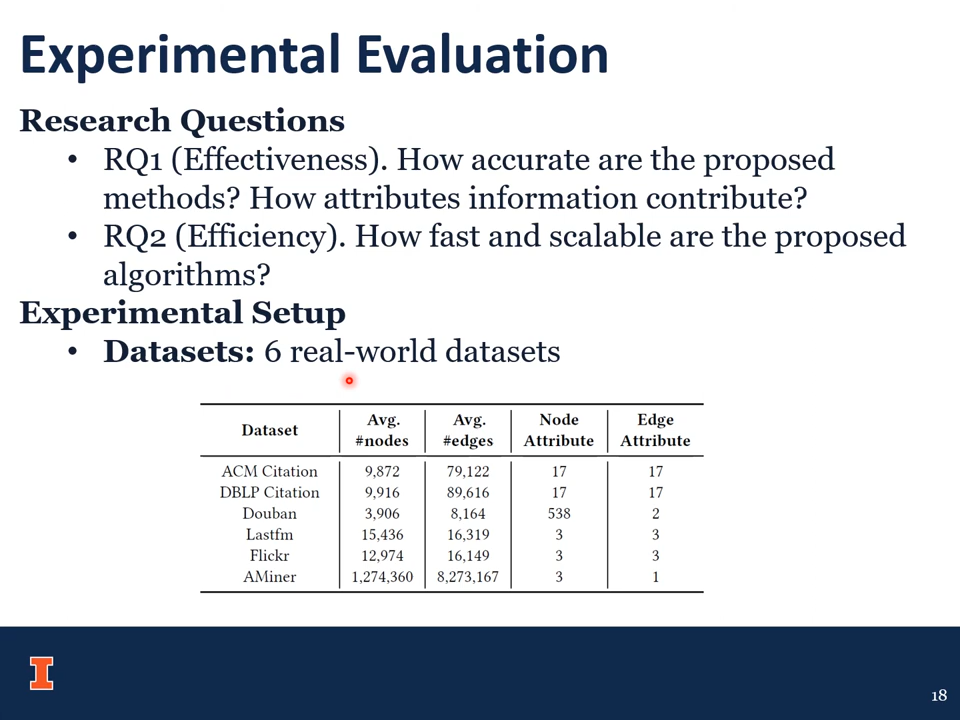 Experimental Evaluation
Research Questions
• RQ1 (Effectiveness). How accurate are the proposed
methods? How attributes information contribute?
• RQ2 (Efficiency). How fast and scalable are the proposed
algorithms?
Experimental Setup
• Datasets: 6 real-world datasets
Dataset Avg. #nodes Avg. #edges Node Attribute Edge Attribute
ACM Citation 9,872 79,122 17 17
DBLP Citation 9,916 89,616 17 17
Douban 3,906 8,164 538 2
Lastfm 15,436 16,319 3 3
Flickr 12,974 16,149 3 3
AMiner 1,274,360 8,273,167 3 1
I
18